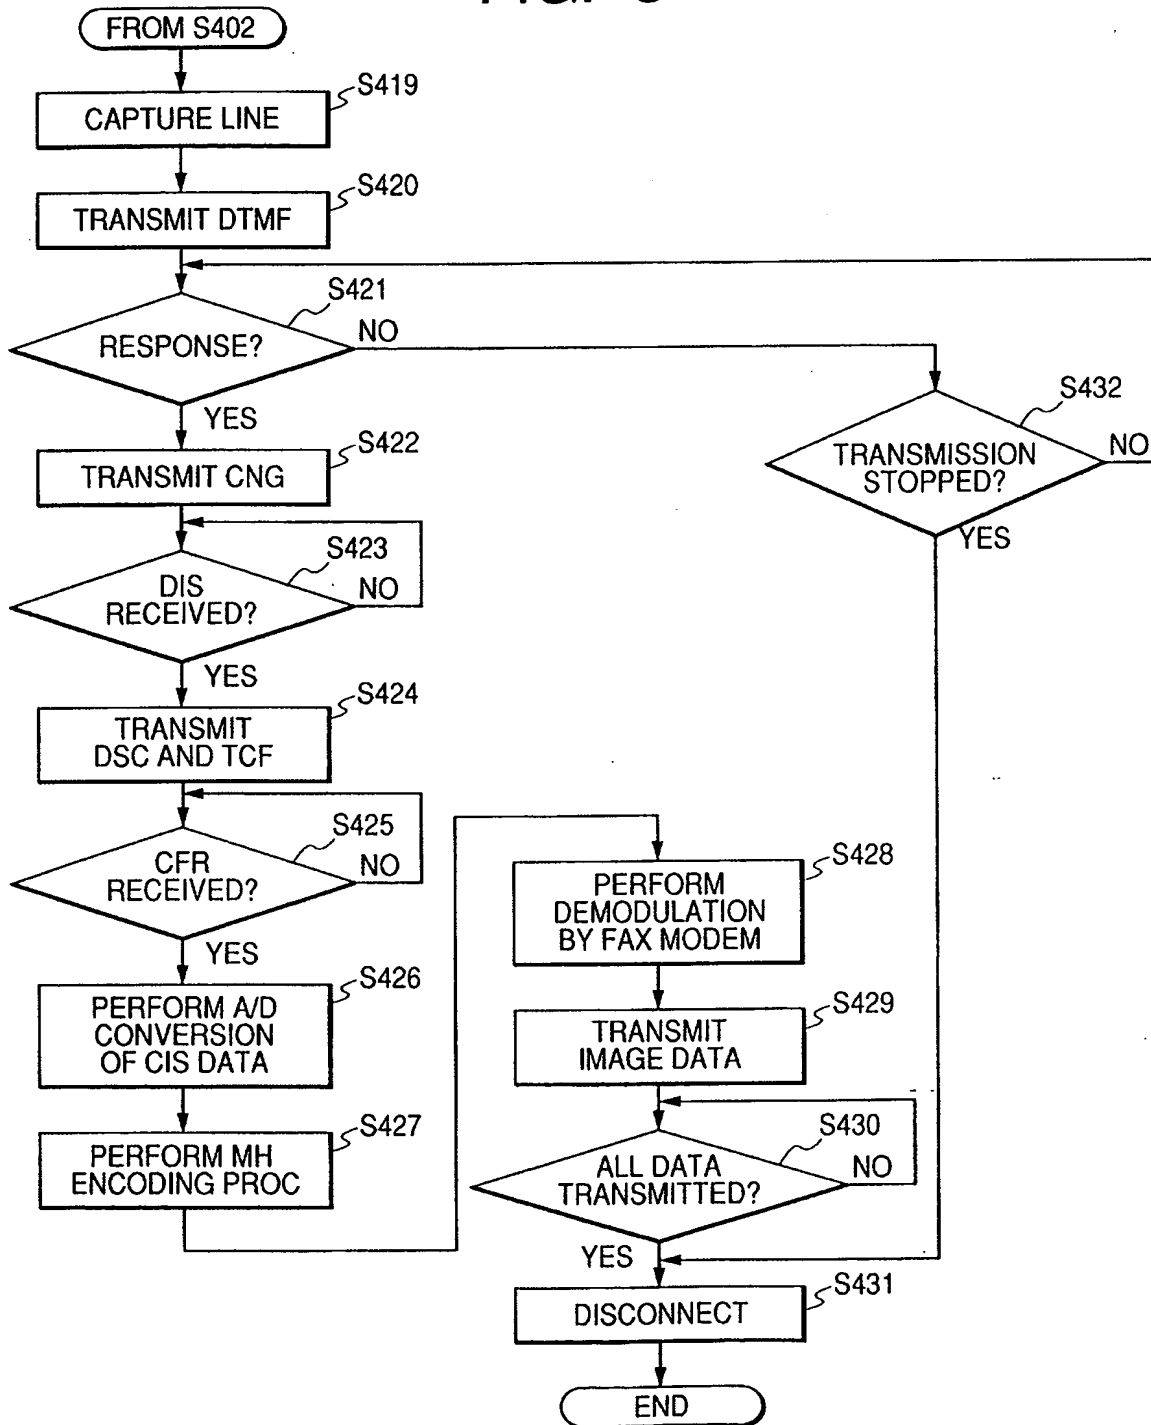 FROM S402
S419
CAPTURE LINE
S420
TRANSMIT DTMF
S421
RESPONSE?
NO
YES
S432
TRANSMISSION
STOPPED?
NO
YES
S422
TRANSMIT CNG
S423
DIS
RECEIVED?
NO
YES
S424
TRANSMIT
DSC AND TCF
S425
CFR
RECEIVED?
NO
YES
S426
PERFORM A/D
CONVERSION
OF CIS DATA
S427
PERFORM MH
ENCODING PROC
S428
PERFORM
DEMODULATION
BY FAX MODEM
S429
TRANSMIT
IMAGE DATA
S430
ALL DATA
TRANSMITTED?
NO
YES
S431
DISCONNECT
END